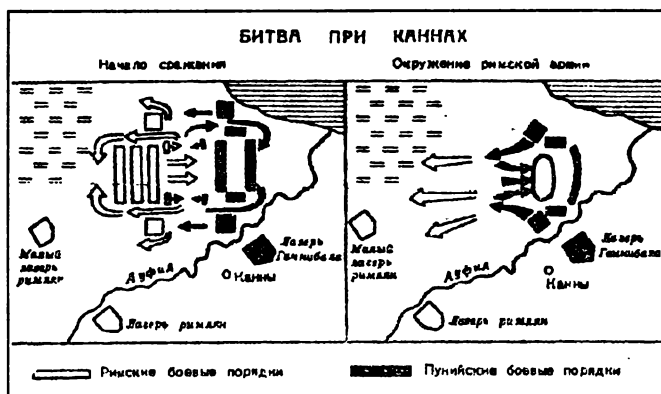 БИТВА ПРИ КАННАХ
Начало сражения
Окружение римской армии
Малый
лагерь
римлян
Ауфид
Канны
Лагерь
Ганнибала
Лагерь римлян
Малый
лагерь
римлян
Ауфид
Канны
Лагерь
Ганнибала
Лагерь римлян
Римские боевые порядки
Пунийские боевые порядки